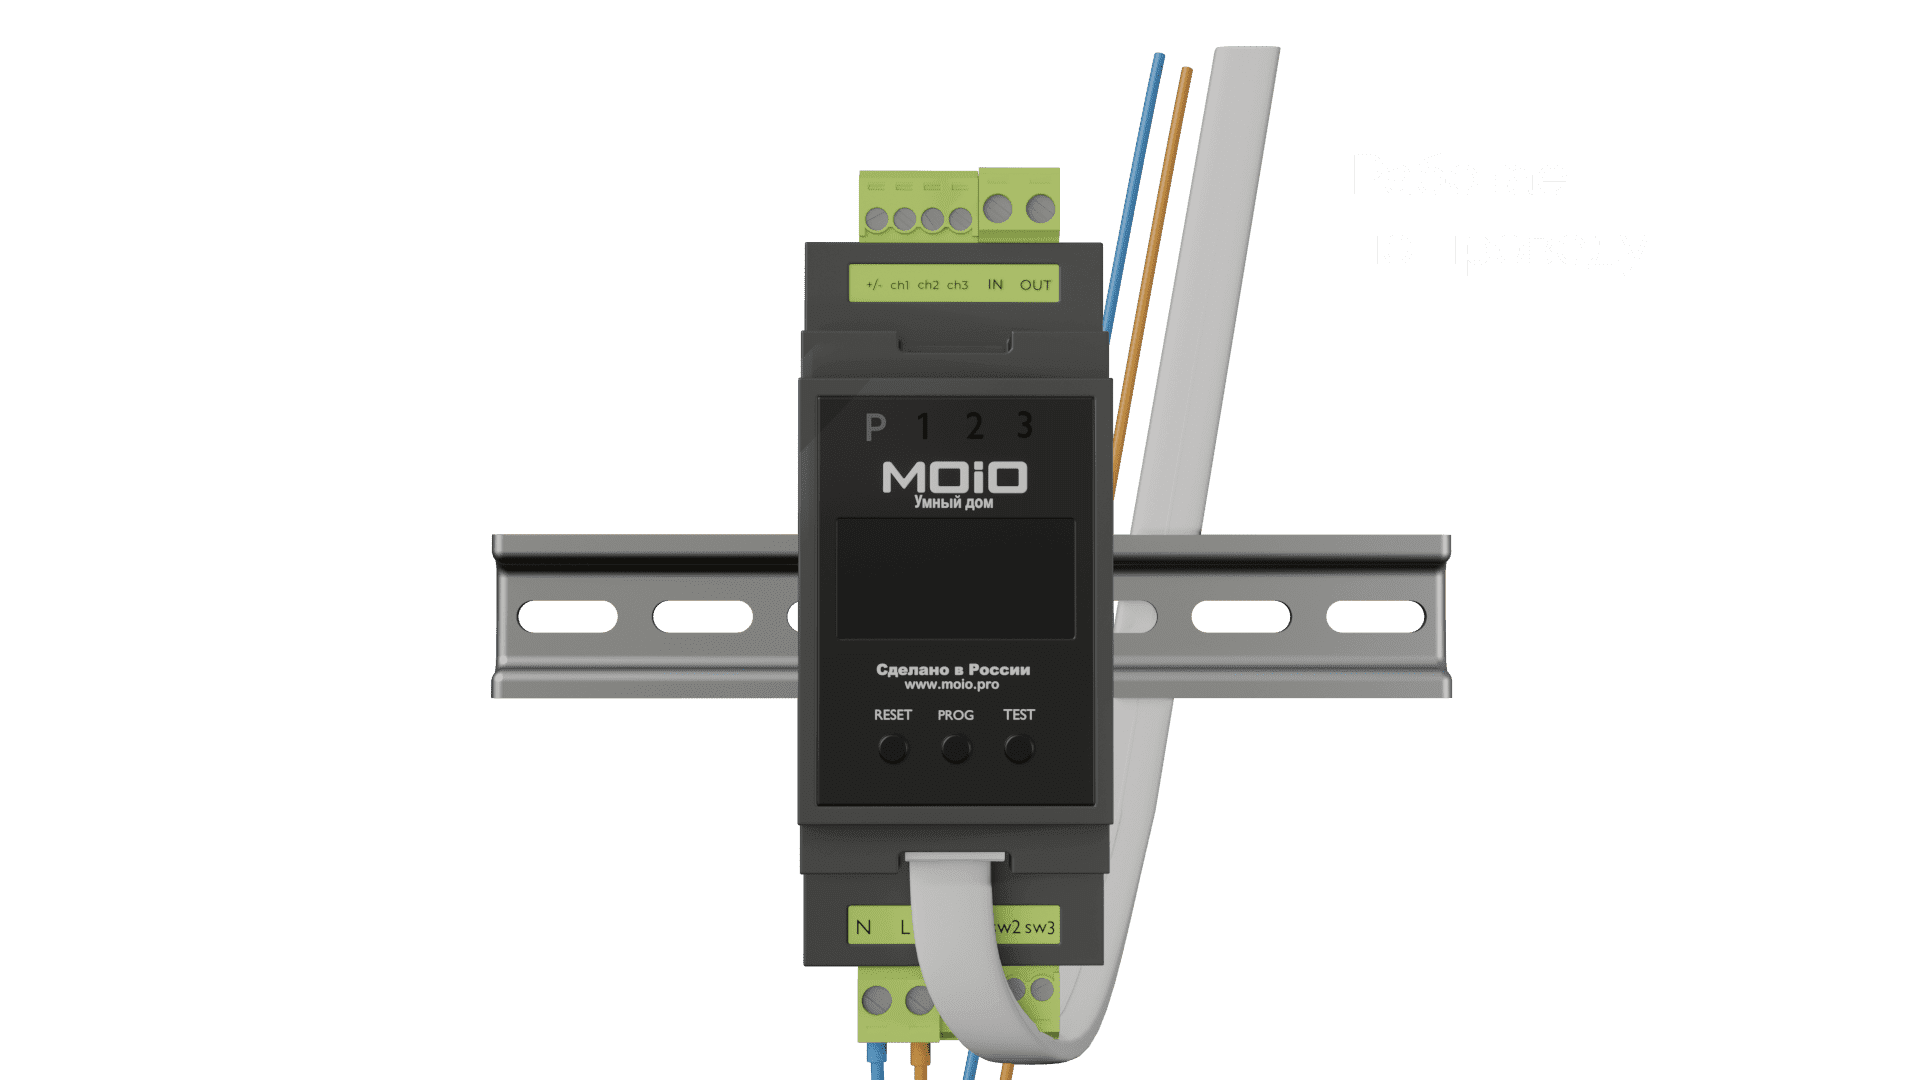 +/- ch1 ch2 ch3 IN OUT
P 1 2 3
MOiO
Умный дом
Сделано в России
www.moio.pro
RESET PROG TEST
N L sw2 sw3